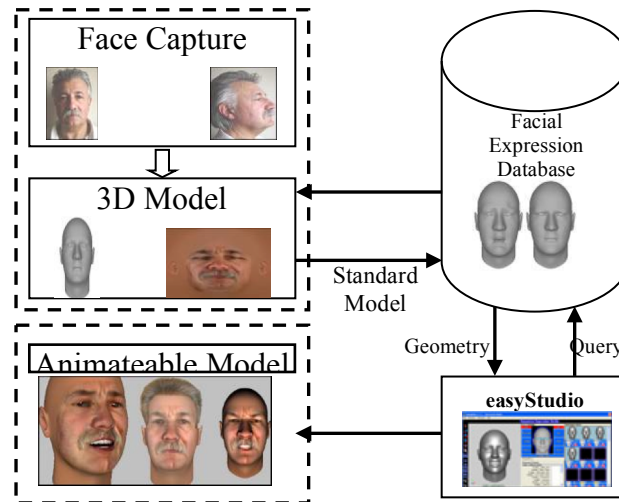 Face Capture
3D Model
Facial
Expression
Database
Standard
Model
Geometry
Query
Animateable Model
easyStudio